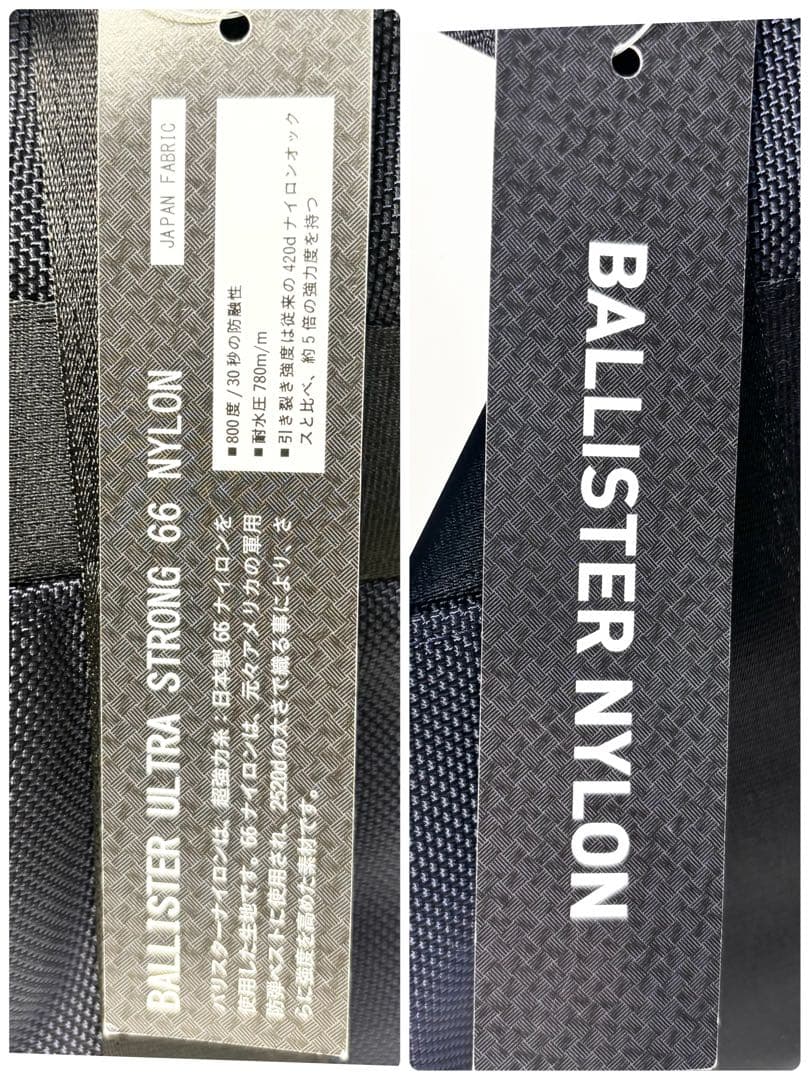 BALLISTER ULTRA STRONG 66 NYLON
JAPAN FABRIC
バリスターナイロンは、超強力糸：日本製66ナイロンを
使用した生地です。66ナイロンは、元々アメリカの軍用
防弾ベストに使用され、2520dの太さで織る事により、さ
らに強度を高めた素材です。
■800度/30秒の防融性
■耐水圧780m/m
■引き裂き強度は従来の420dナイロンオック
スと比べ、約5倍の強力度を持つ
BALLISTER NYLON